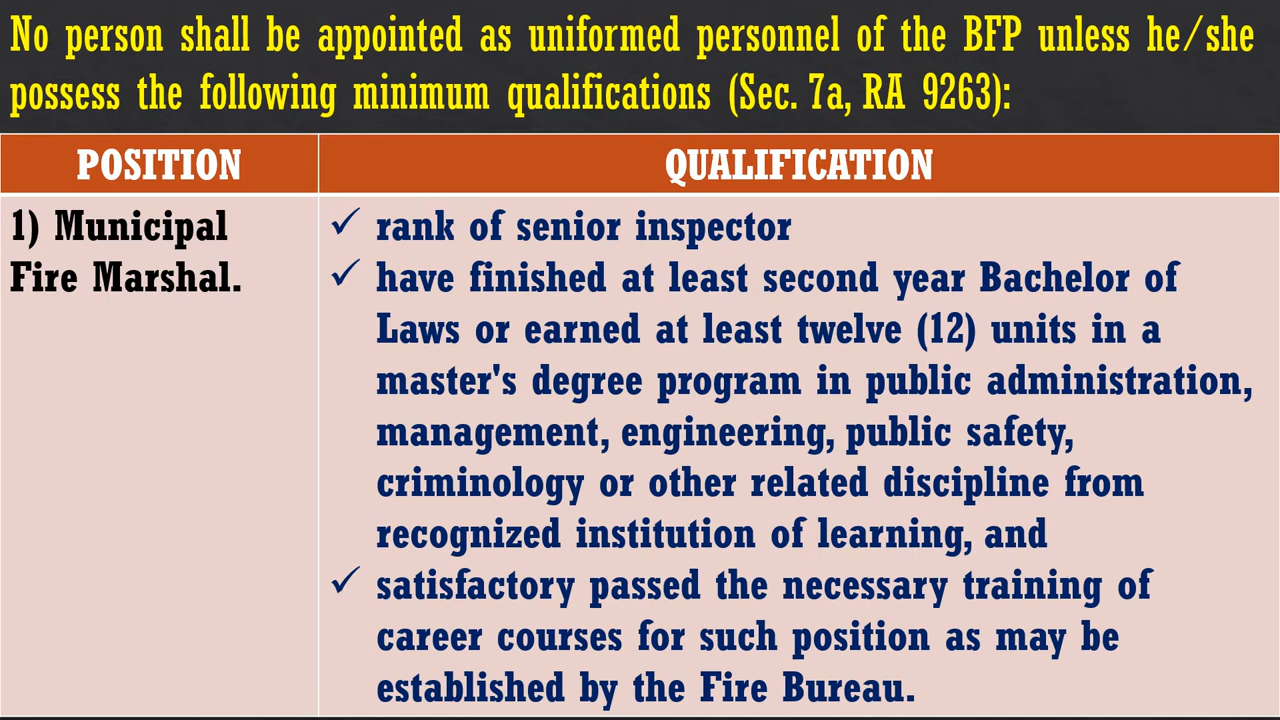 No person shall be appointed as uniformed personnel of the BFP unless he/she
possess the following minimum qualifications (Sec. 7a, RA 9263):
POSITION
QUALIFICATION
1) Municipal
Fire Marshal.
✓ rank of senior inspector
✓ have finished at least second year Bachelor of
Laws or earned at least twelve (12) units in a
master's degree program in public administration,
management, engineering, public safety,
criminology or other related discipline from
recognized institution of learning, and
✓ satisfactory passed the necessary training of
career courses for such position as may be
established by the Fire Bureau.